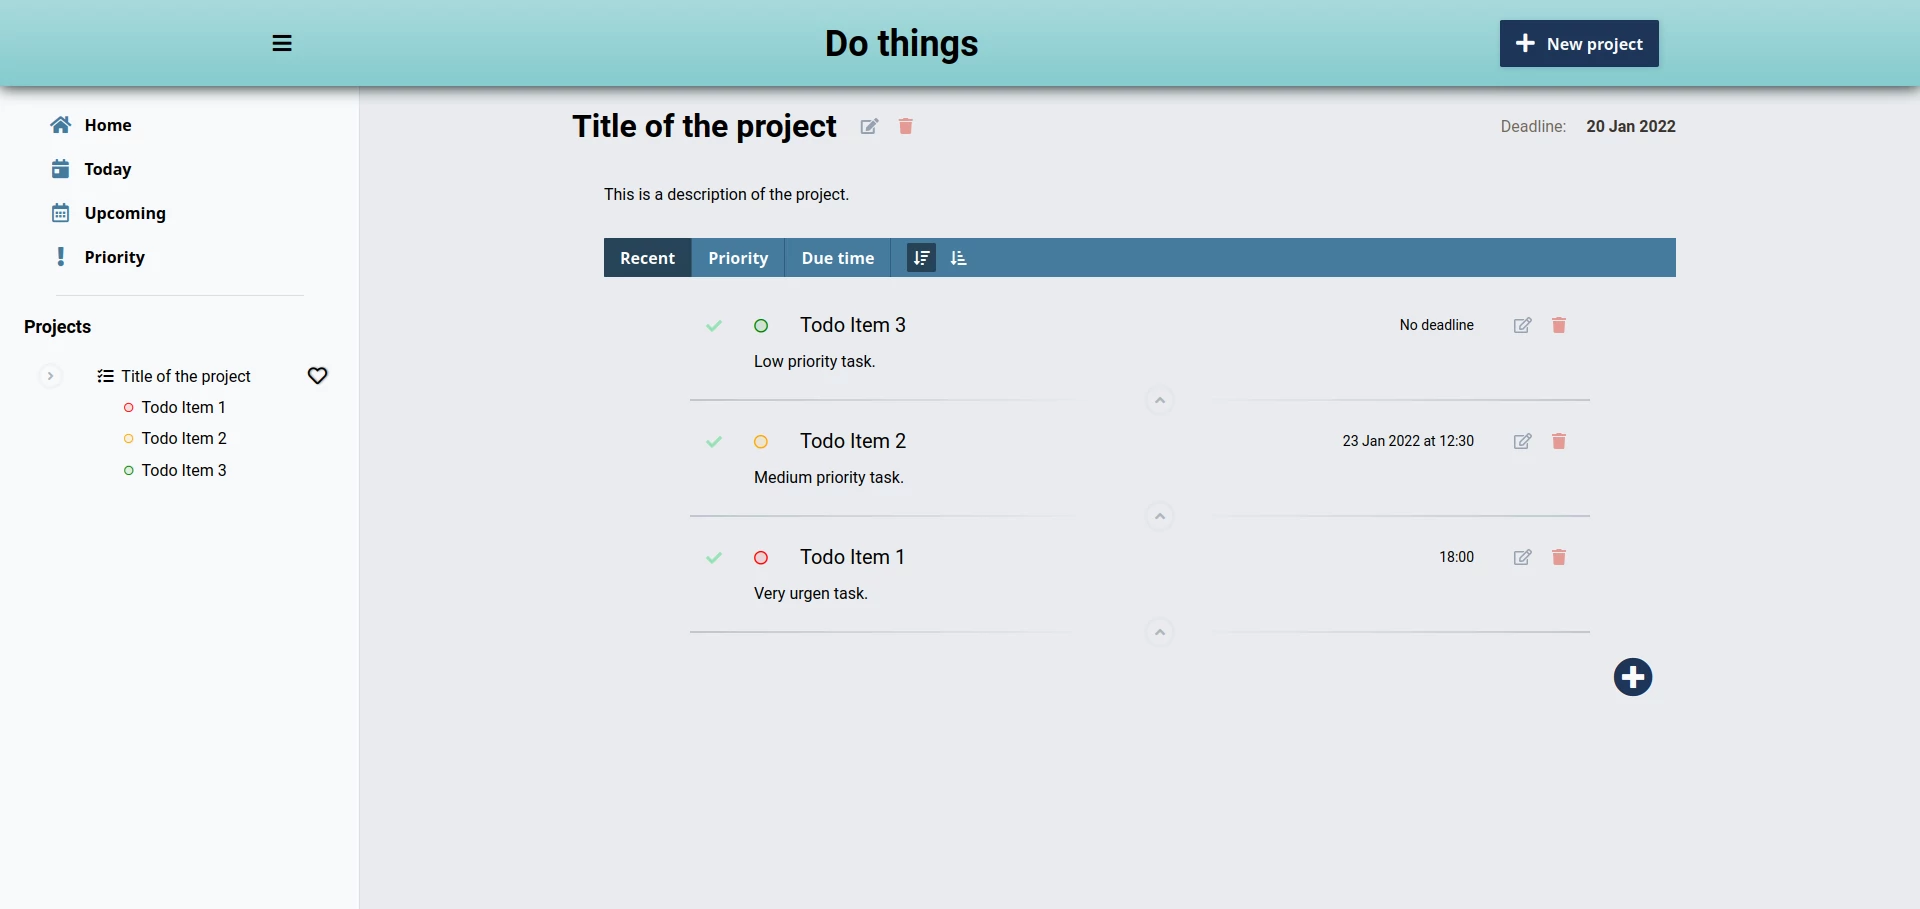 Do things
New project
Home
Today
Upcoming
Priority
Projects
Title of the project
Todo Item 1
Todo Item 2
Todo Item 3
Title of the project
Deadline: 20 Jan 2022
This is a description of the project.
Recent Priority Due time
Todo Item 3 No deadline
Low priority task.
Todo Item 2 23 Jan 2022 at 12:30
Medium priority task.
Todo Item 1 18:00
Very urgen task.